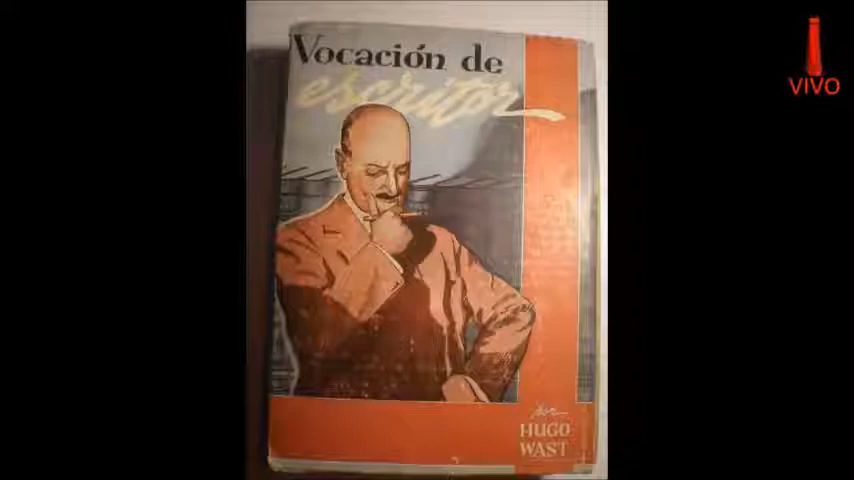 Vocación de
escritor
por
HUGO
WAST
VIVO